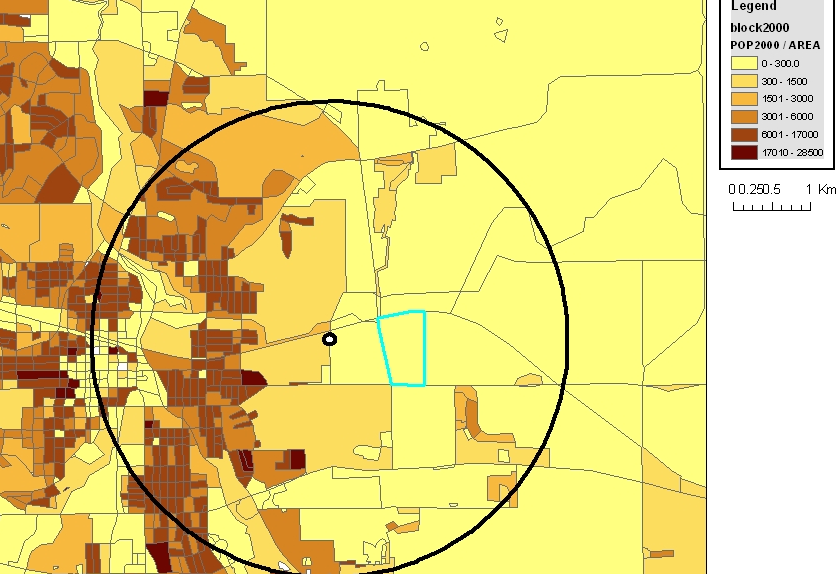 Legend
block2000
POP2000 / AREA
0 - 300.0
300 - 1500
1501 - 3000
3001 - 6000
6001 - 17000
17010 - 28500
0 0.25 0.5 1 Km